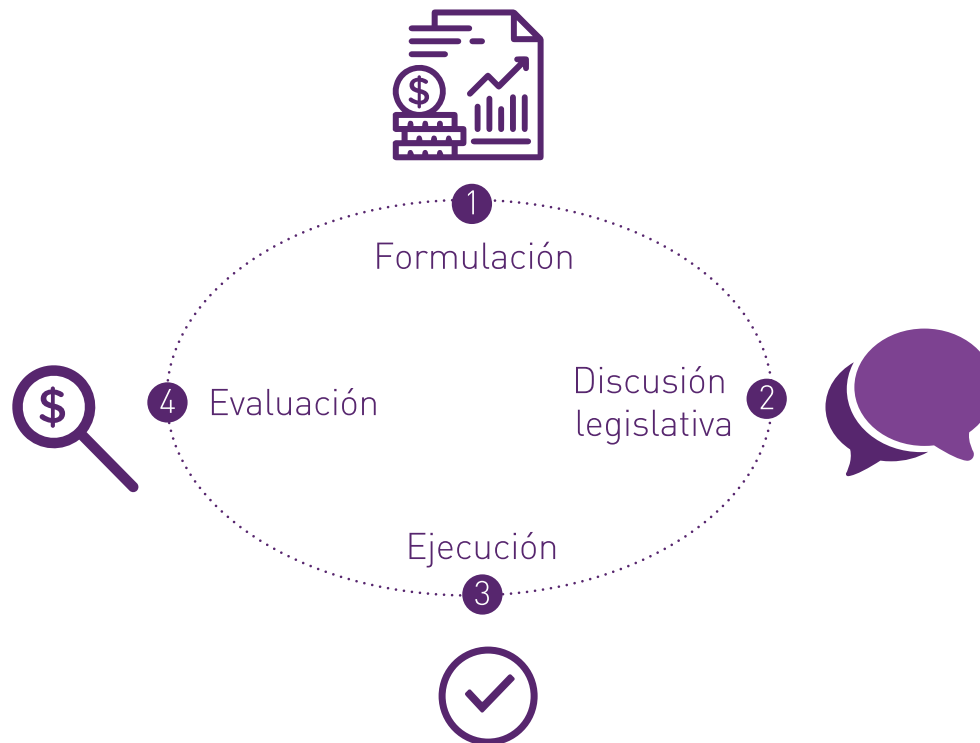 $
1
Formulación
Discusión
legislativa
2
Ejecución
3
4
Evaluación
$